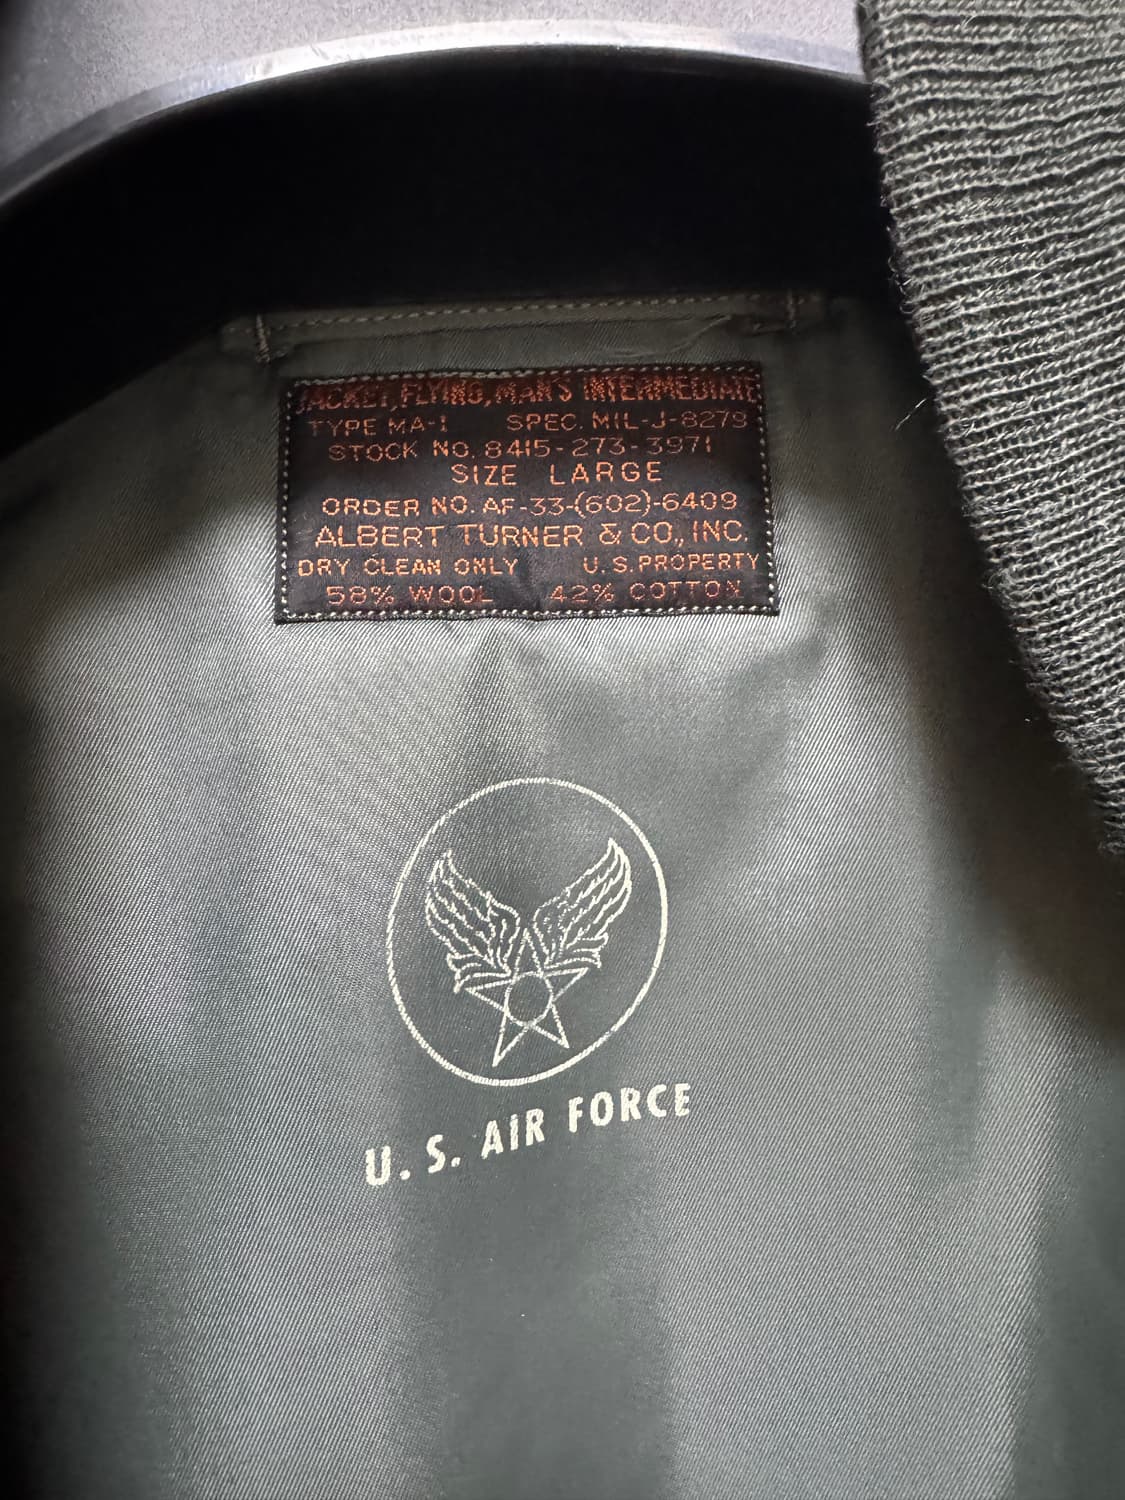 JACKET, FLYING, MAN'S INTERMEDIATE
TYPE MA-1 SPEC. MIL-J-8279
STOCK NO. 8415-273-3971
SIZE LARGE
ORDER NO. AF-33-(602)-6409
ALBERT TURNER & CO., INC.
DRY CLEAN ONLY U.S. PROPERTY
58% WOOL 42% COTTON
U. S. AIR FORCE